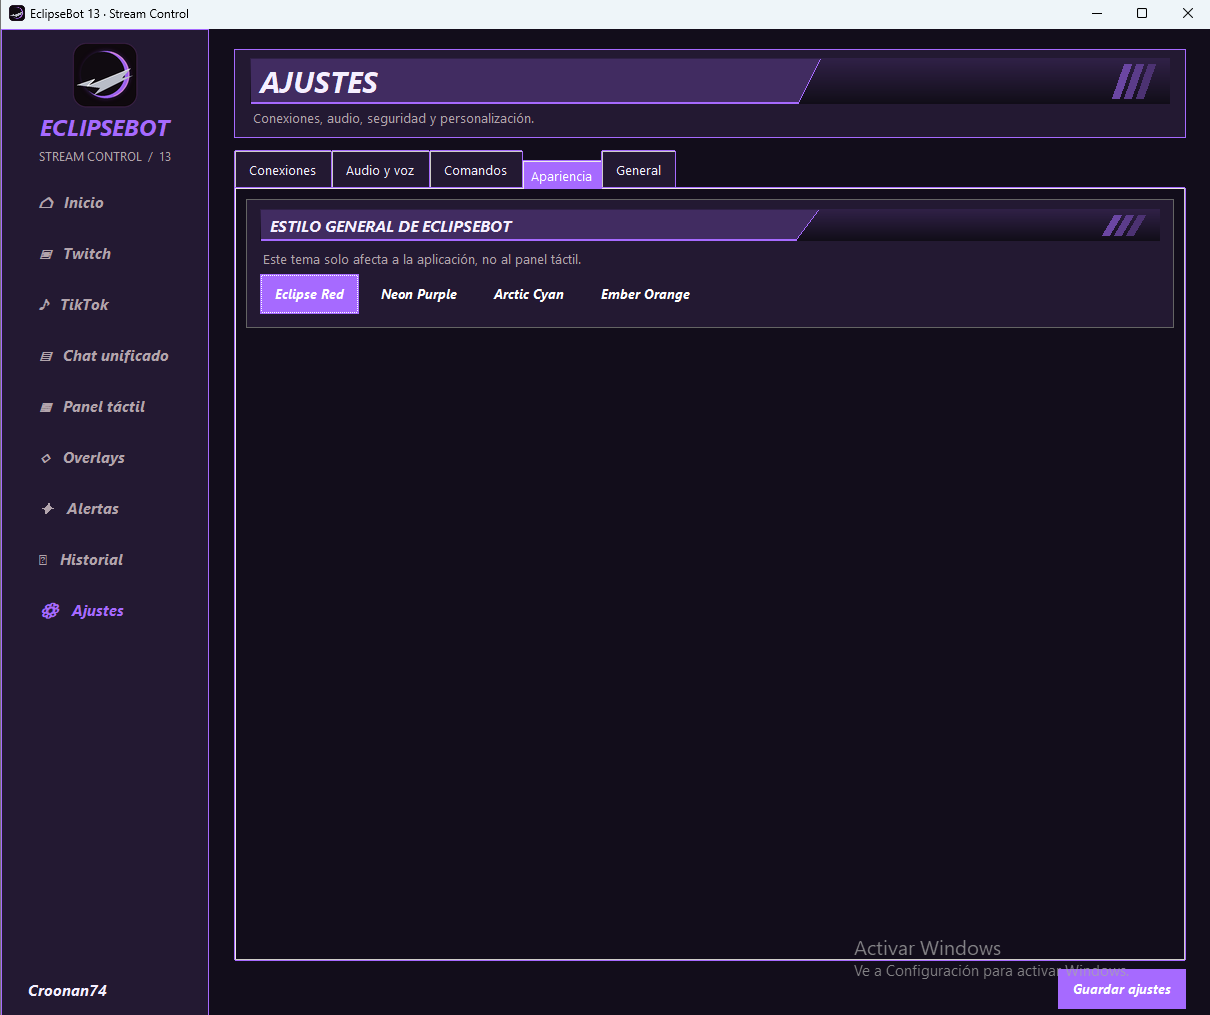 EclipseBot 13 · Stream Control
ECLIPSEBOT
STREAM CONTROL / 13
Inicio
Twitch
TikTok
Chat unificado
Panel táctil
Overlays
Alertas
Historial
Ajustes
Croonan74
AJUSTES
Conexiones, audio, seguridad y personalización.
Conexiones Audio y voz Comandos Apariencia General
ESTILO GENERAL DE ECLIPSEBOT
Este tema solo afecta a la aplicación, no al panel táctil.
Eclipse Red Neon Purple Arctic Cyan Ember Orange
Activar Windows
Ve a Configuración para activar Windows.
Guardar ajustes